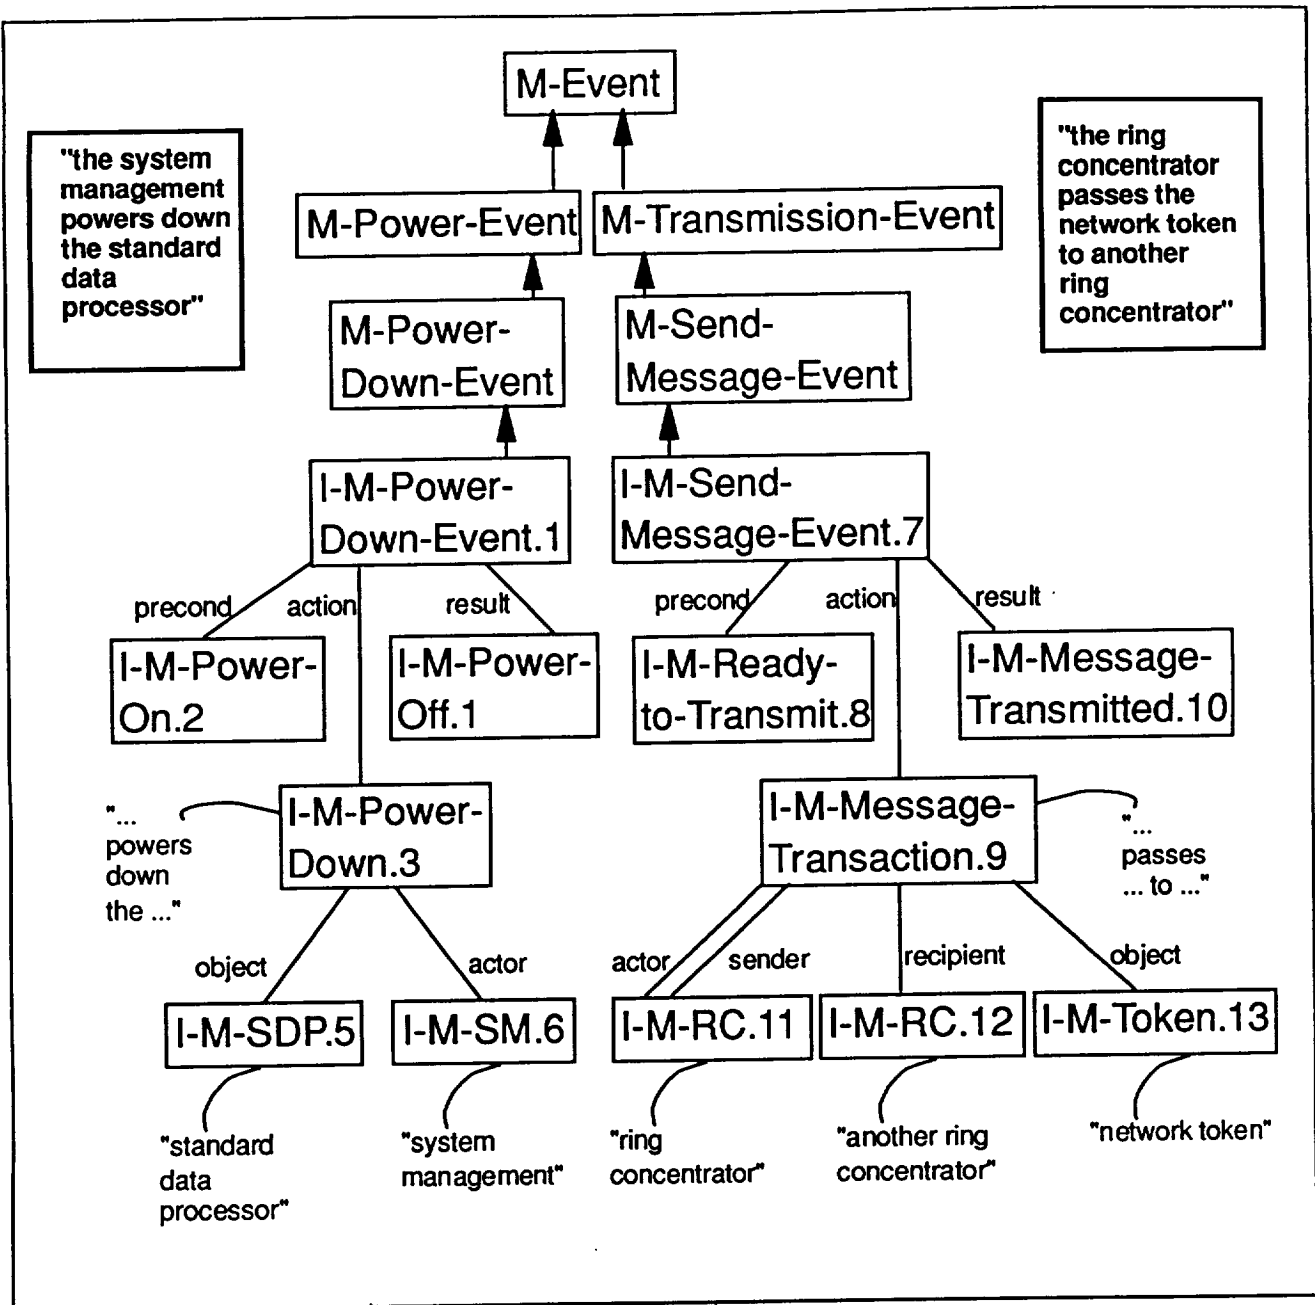 M-Event
"the system
management
powers down
the standard
data
processor"
"the ring
concentrator
passes the
network token
to another
ring
concentrator"
M-Power-Event
M-Transmission-Event
M-Power-
Down-Event
M-Send-
Message-Event
I-M-Power-
Down-Event.1
I-M-Send-
Message-Event.7
precond
action
result
precond
action
result
I-M-Power-
On.2
I-M-Power-
Off.1
I-M-Ready-
to-Transmit.8
I-M-Message-
Transmitted.10
"...
powers
down
the ..."
I-M-Power-
Down.3
I-M-Message-
Transaction.9
"...
passes
... to ..."
object
actor
actor
sender
recipient
object
I-M-SDP.5
I-M-SM.6
I-M-RC.11
I-M-RC.12
I-M-Token.13
"standard
data
processor"
"system
management"
"ring
concentrator"
"another ring
concentrator"
"network token"